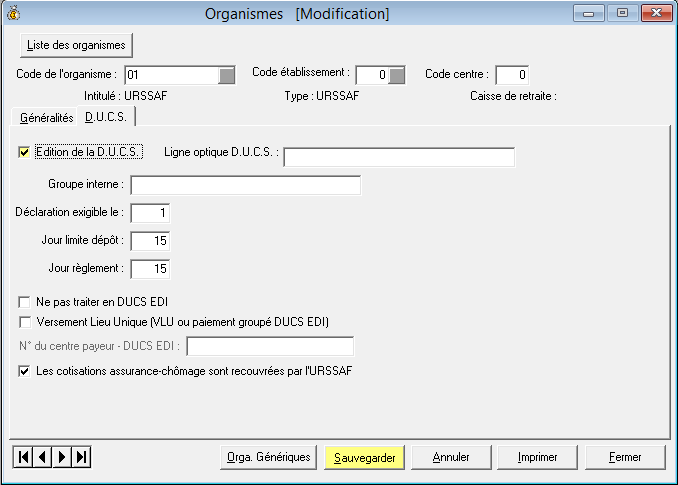 Organismes [Modification]
Liste des organismes
Code de l'organisme : 01 Code établissement : 0 Code centre : 0
Intitulé : URSSAF Type : URSSAF Caisse de retraite :
Généralités D.U.C.S.
Edition de la D.U.C.S. Ligne optique D.U.C.S. :
Groupe interne :
Déclaration exigible le : 1
Jour limite dépôt : 15
Jour règlement : 15
Ne pas traiter en DUCS EDI
Versement Lieu Unique (VLU ou paiement groupé DUCS EDI)
N° du centre payeur - DUCS EDI :
Les cotisations assurance-chômage sont recouvrées par l'URSSAF
Orga. Génériques Sauvegarder Annuler Imprimer Fermer